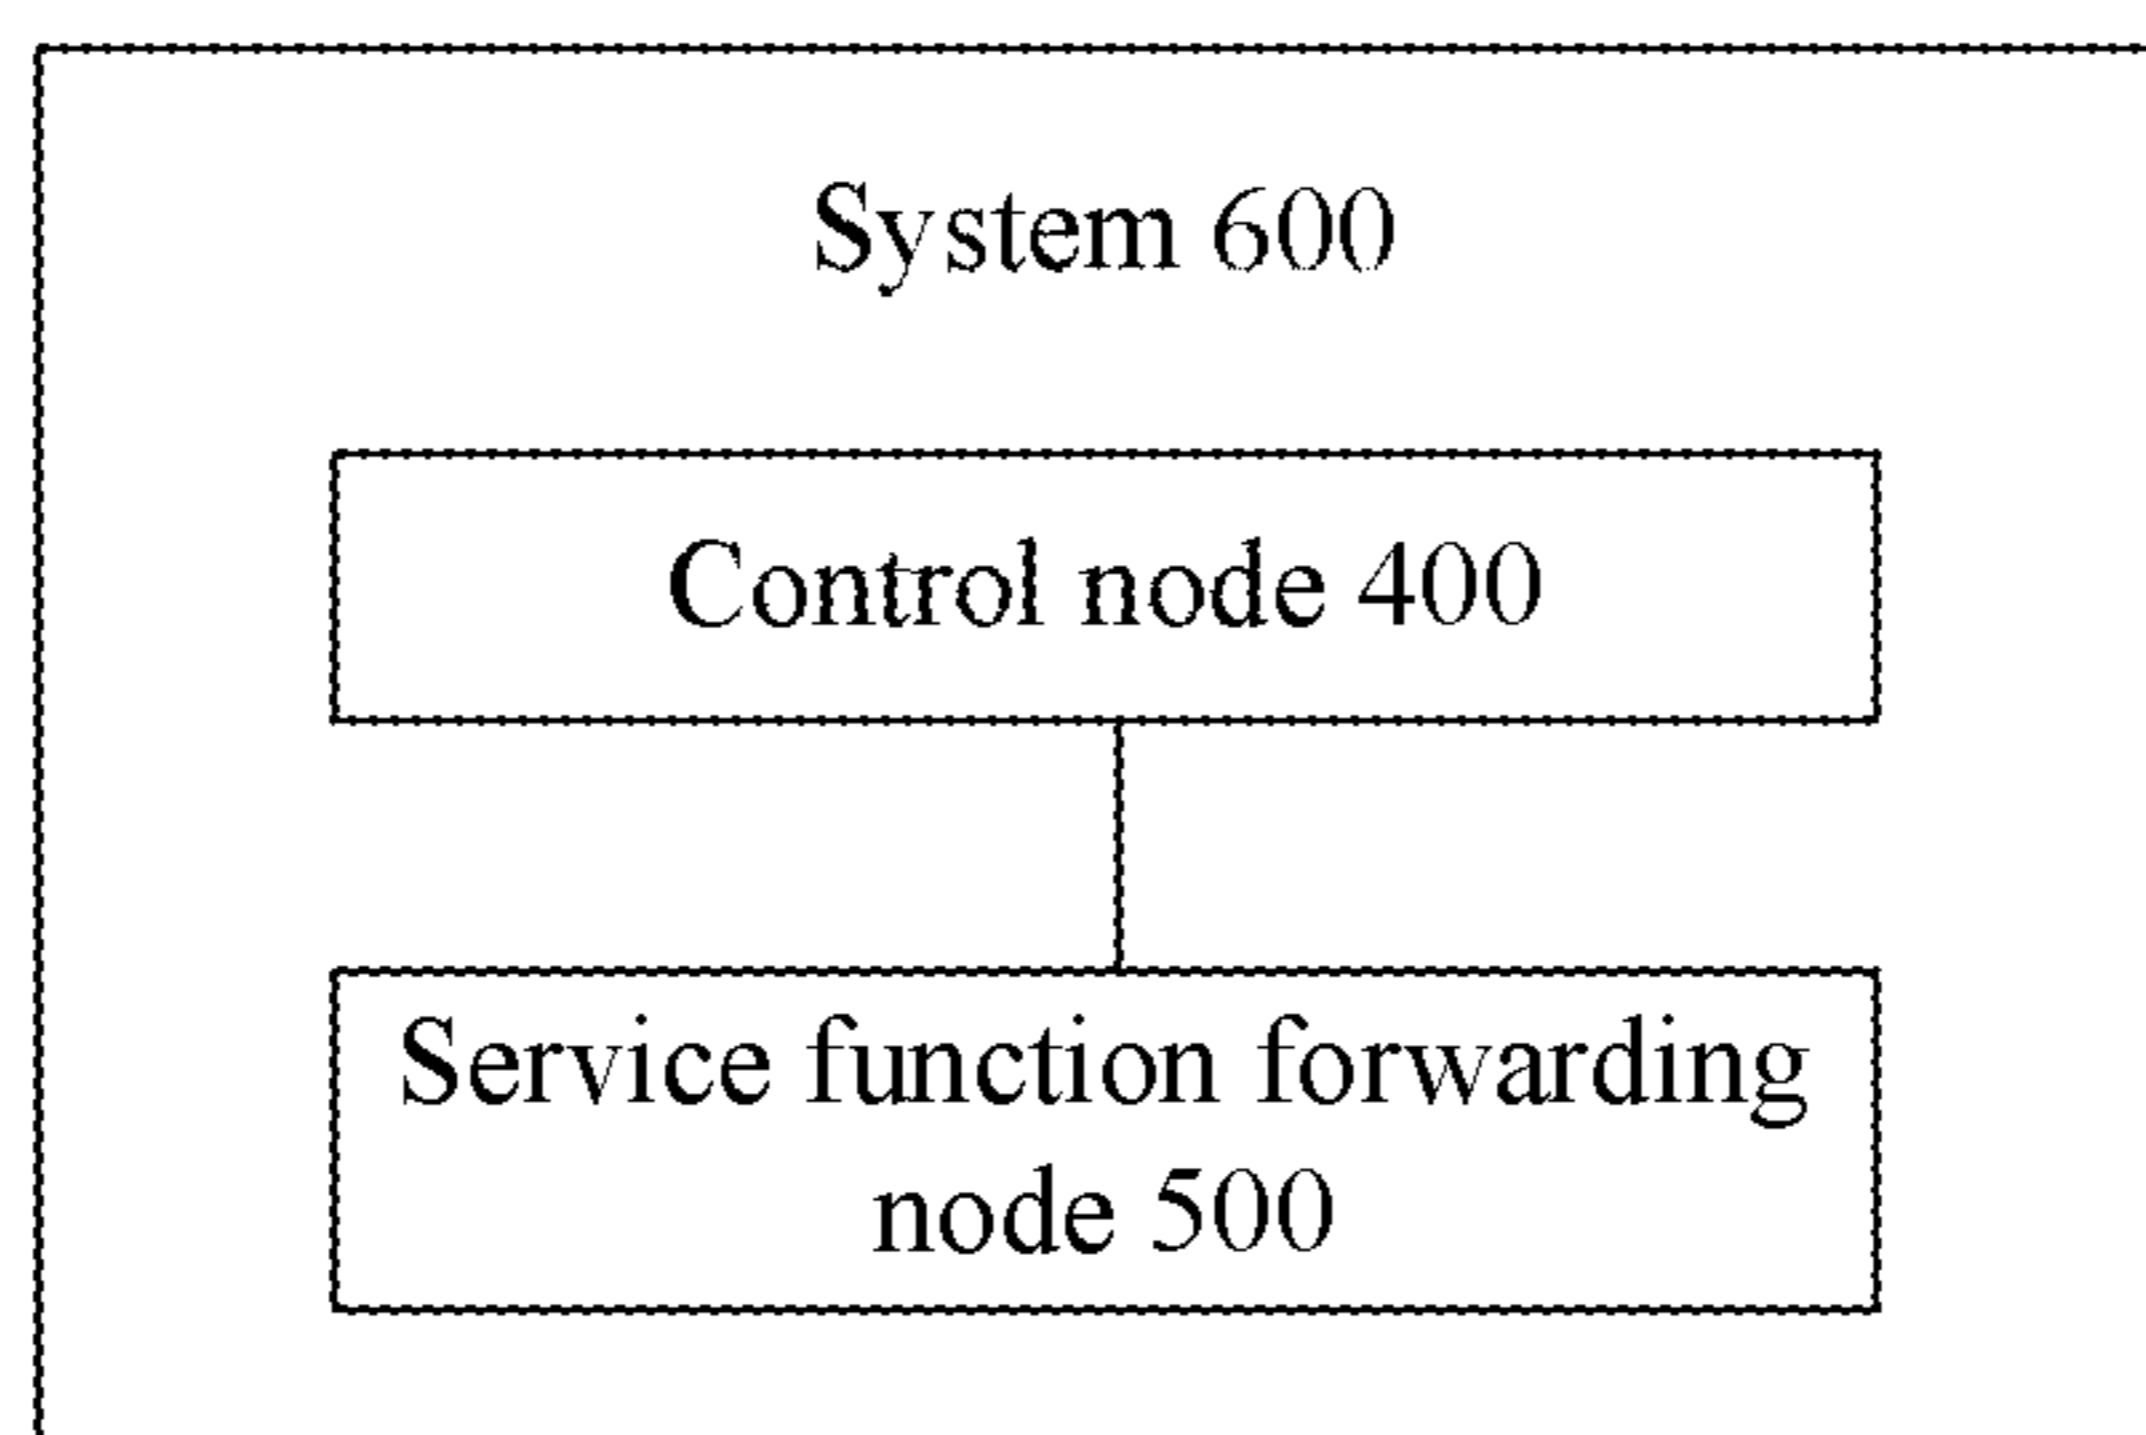 System 600
Control node 400
Service function forwarding
node 500